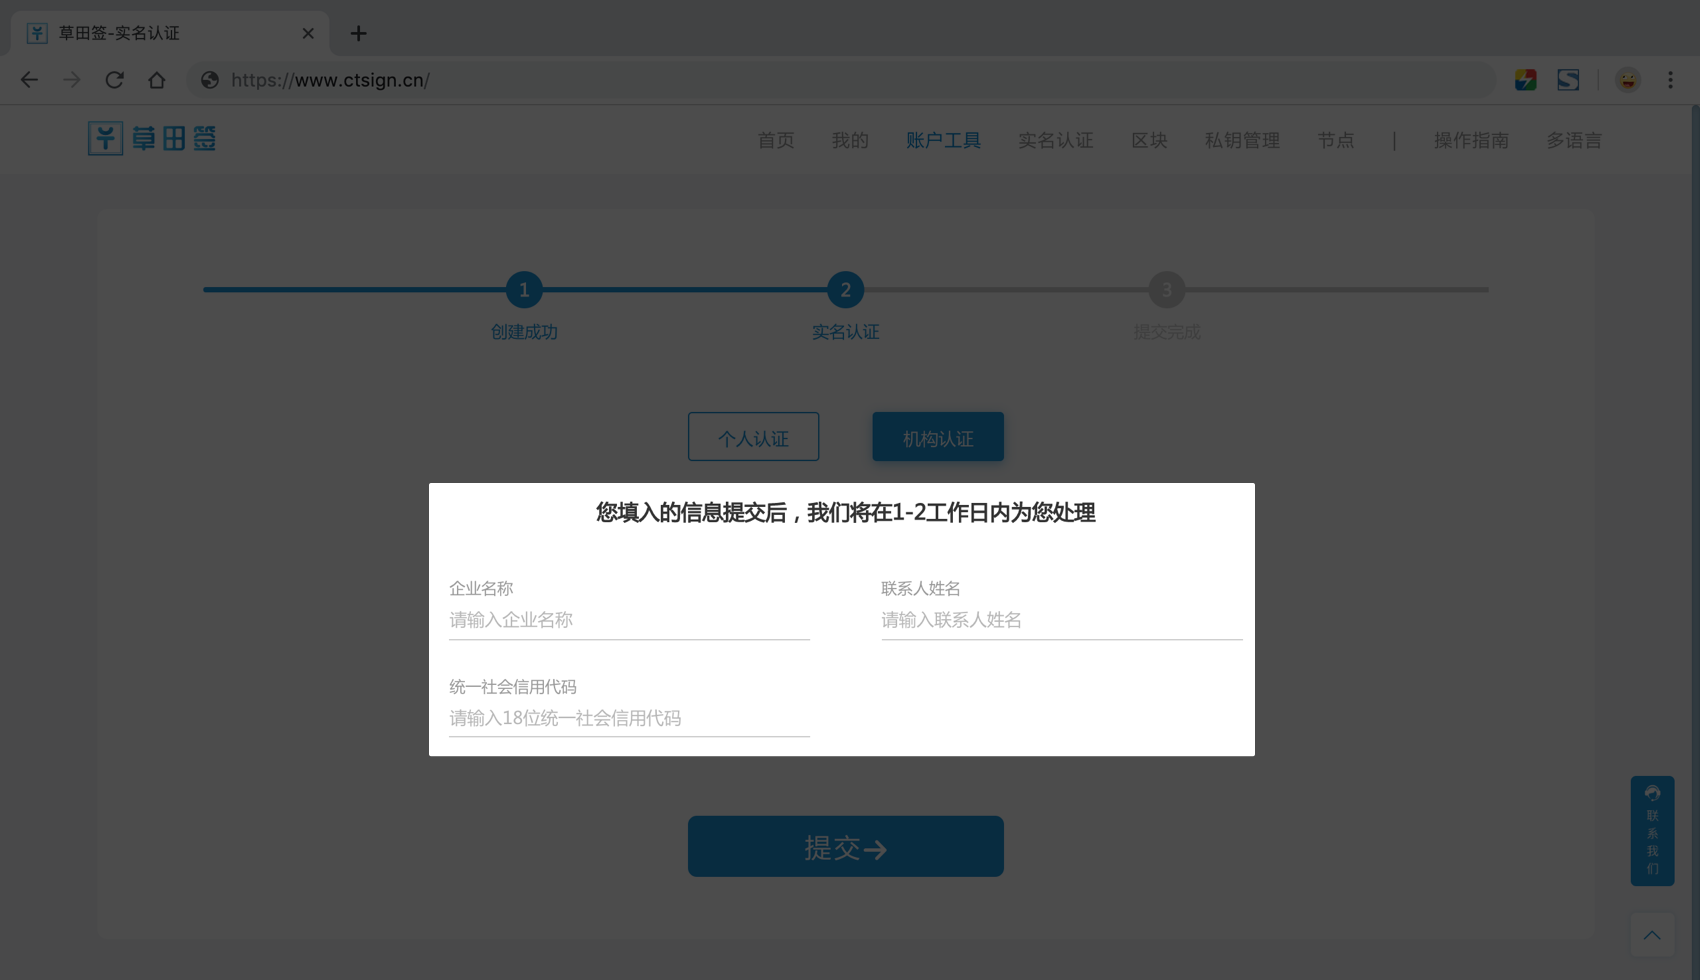 草田签-实名认证
https://www.ctsign.cn/
草田签
首页 我的 账户工具 实名认证 区块 私钥管理 节点 | 操作指南 多语言
1 2 3
创建成功 实名认证 提交完成
个人认证 机构认证
您填入的信息提交后，我们将在1-2工作日内为您处理
企业名称 联系人姓名
请输入企业名称 请输入联系人姓名
统一社会信用代码
请输入18位统一社会信用代码
提交→
联系我们